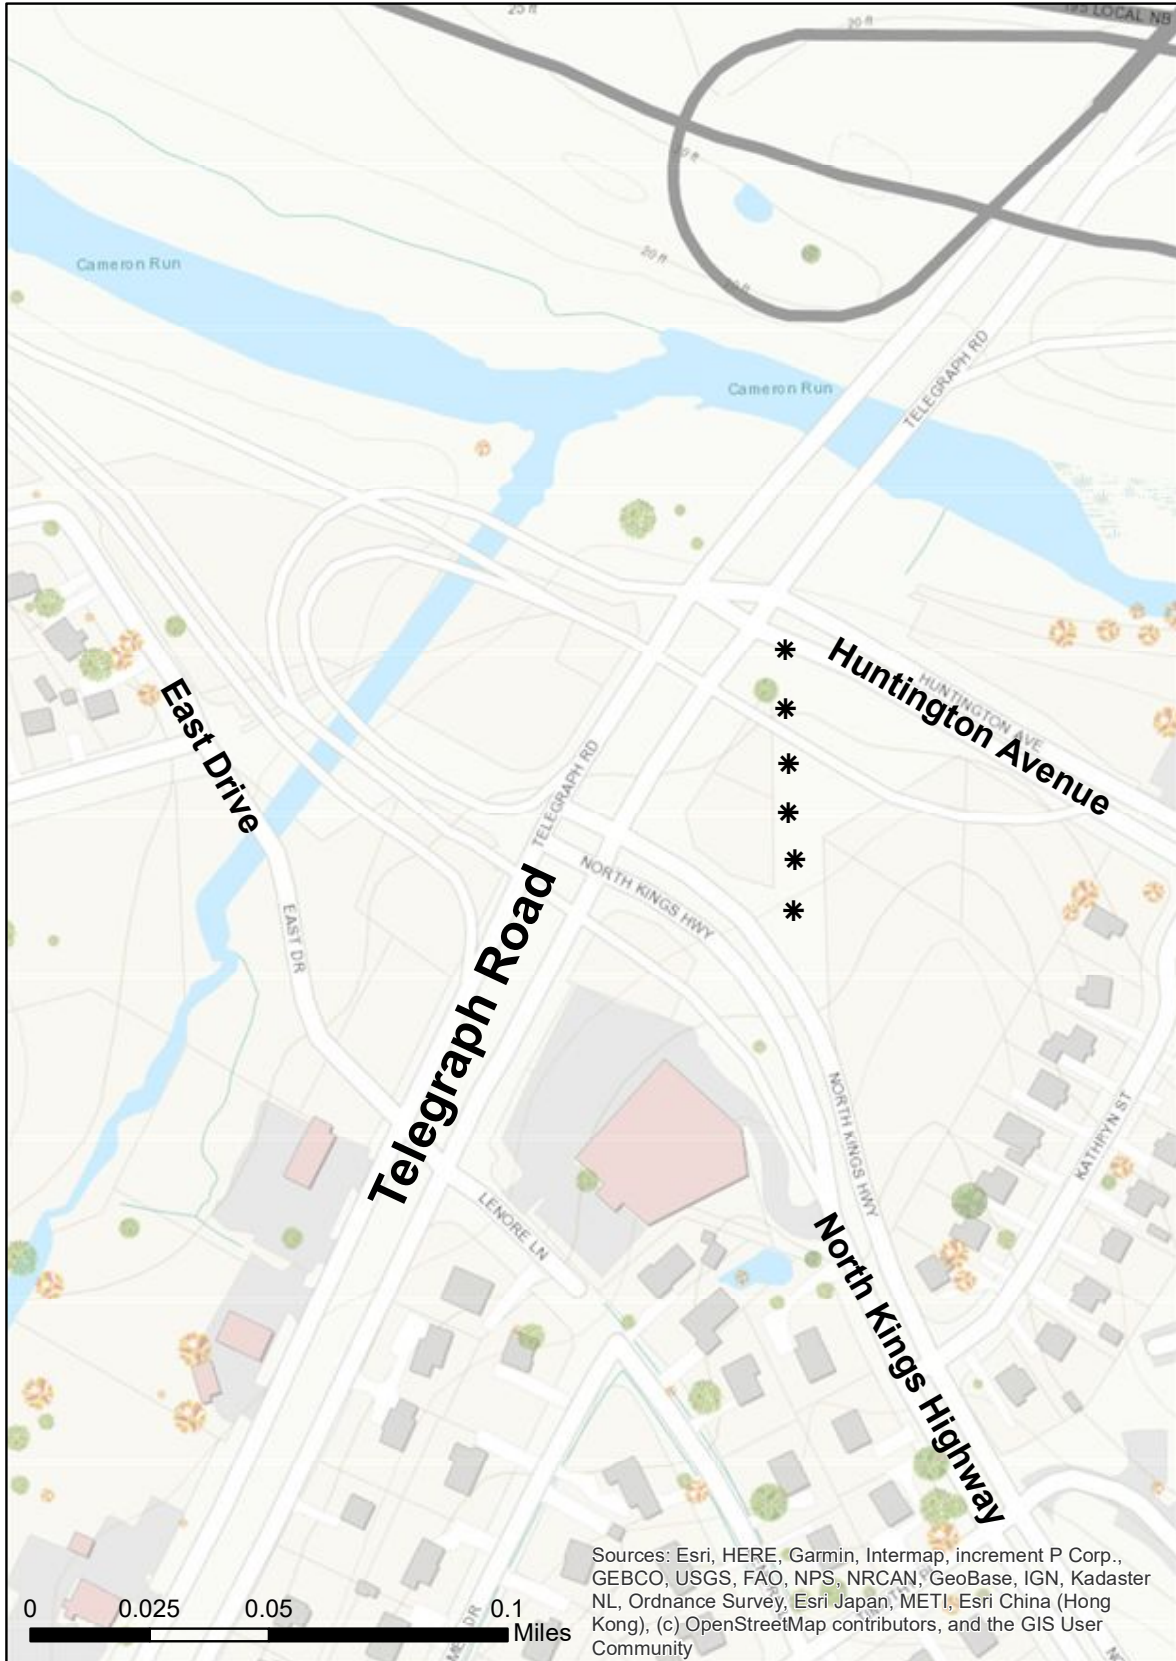 25 ft
20 ft
I95 LOCAL NB
20 ft
20 ft
Cameron Run
Cameron Run
TELEGRAPH RD
Huntington Avenue
HUNTINGTON AVE
East Drive
TELEGRAPH RD
NORTH KINGS HWY
EAST DR
Telegraph Road
NORTH KINGS HWY
KATHRYN ST
LENORE LN
North Kings Highway
0 0.025 0.05 0.1
Miles
Sources: Esri, HERE, Garmin, Intermap, increment P Corp.,
GEBCO, USGS, FAO, NPS, NRCAN, GeoBase, IGN, Kadaster
NL, Ordnance Survey, Esri Japan, METI, Esri China (Hong
Kong), (c) OpenStreetMap contributors, and the GIS User
Community